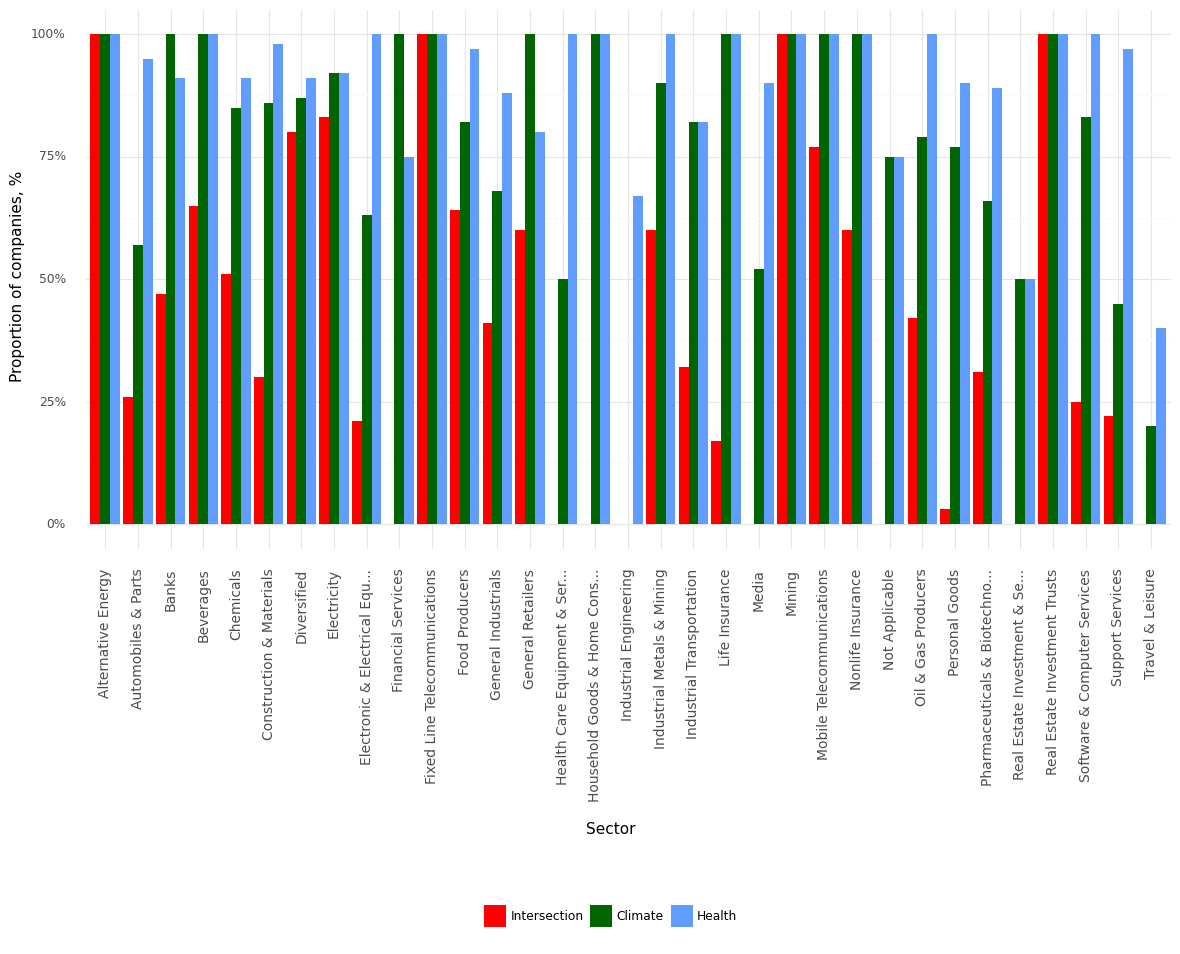 Proportion of companies, %
100%
75%
50%
25%
0%
Alternative Energy
Automobiles & Parts
Banks
Beverages
Chemicals
Construction & Materials
Diversified
Electricity
Electronic & Electrical Equ...
Financial Services
Fixed Line Telecommunications
Food Producers
General Industrials
General Retailers
Health Care Equipment & Ser...
Household Goods & Home Cons...
Industrial Engineering
Industrial Metals & Mining
Industrial Transportation
Life Insurance
Media
Mining
Mobile Telecommunications
Nonlife Insurance
Not Applicable
Oil & Gas Producers
Personal Goods
Pharmaceuticals & Biotechno...
Real Estate Investment & Se...
Real Estate Investment Trusts
Software & Computer Services
Support Services
Travel & Leisure
Sector
Intersection Climate Health